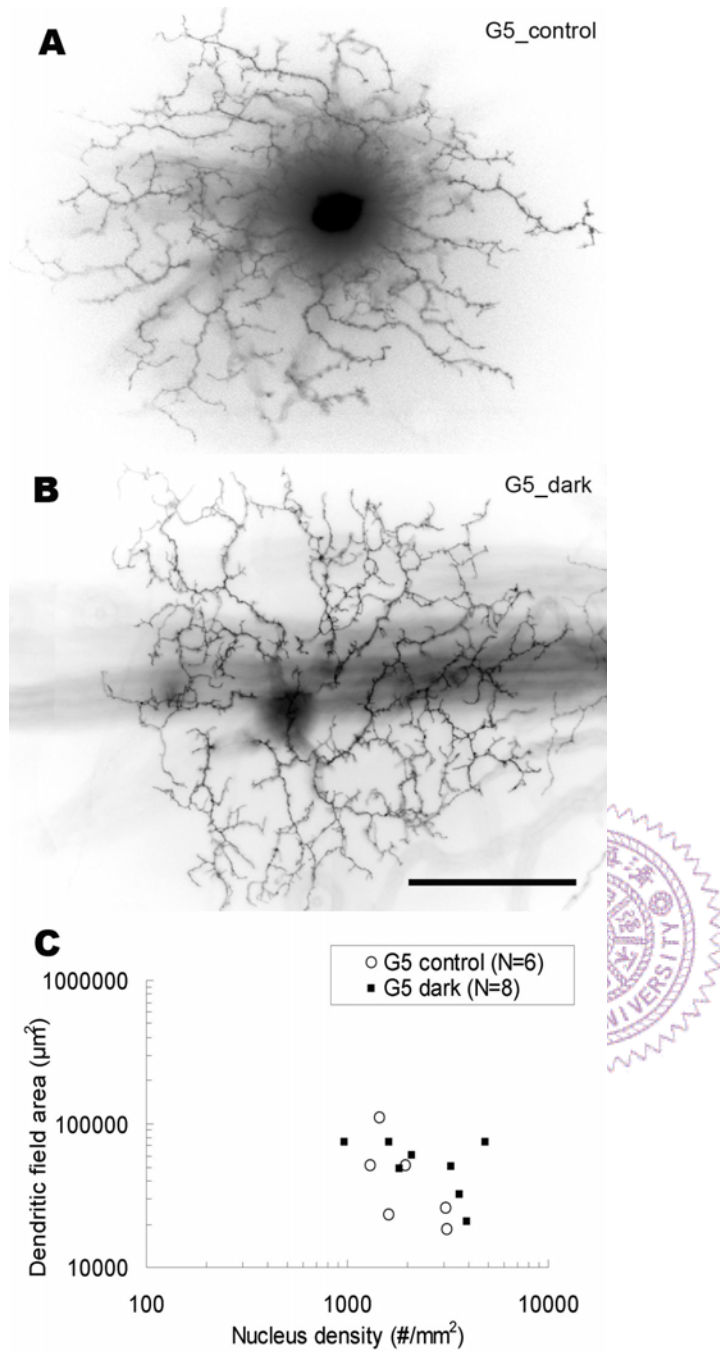 A
G5_control
B
G5_dark
C
○ G5 control (N=6)
■ G5 dark (N=8)
Dendritic field area (µm²)
1000000
100000
10000
100
1000
10000
Nucleus density (#/mm²)
IVERSITY